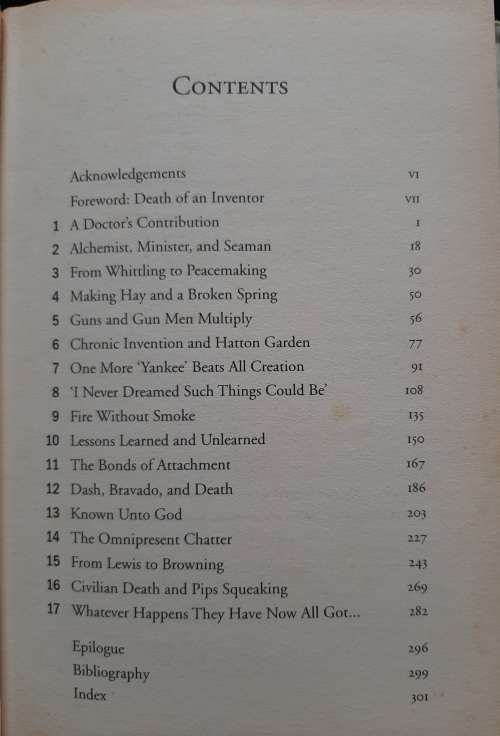 CONTENTS
Acknowledgements VI
Foreword: Death of an Inventor VII
1 A Doctor's Contribution 1
2 Alchemist, Minister, and Seaman 18
3 From Whittling to Peacemaking 30
4 Making Hay and a Broken Spring 50
5 Guns and Gun Men Multiply 56
6 Chronic Invention and Hatton Garden 77
7 One More 'Yankee' Beats All Creation 91
8 'I Never Dreamed Such Things Could Be' 108
9 Fire Without Smoke 135
10 Lessons Learned and Unlearned 150
11 The Bonds of Attachment 167
12 Dash, Bravado, and Death 186
13 Known Unto God 203
14 The Omnipresent Chatter 227
15 From Lewis to Browning 243
16 Civilian Death and Pips Squeaking 269
17 Whatever Happens They Have Now All Got... 282
Epilogue 296
Bibliography 299
Index 301